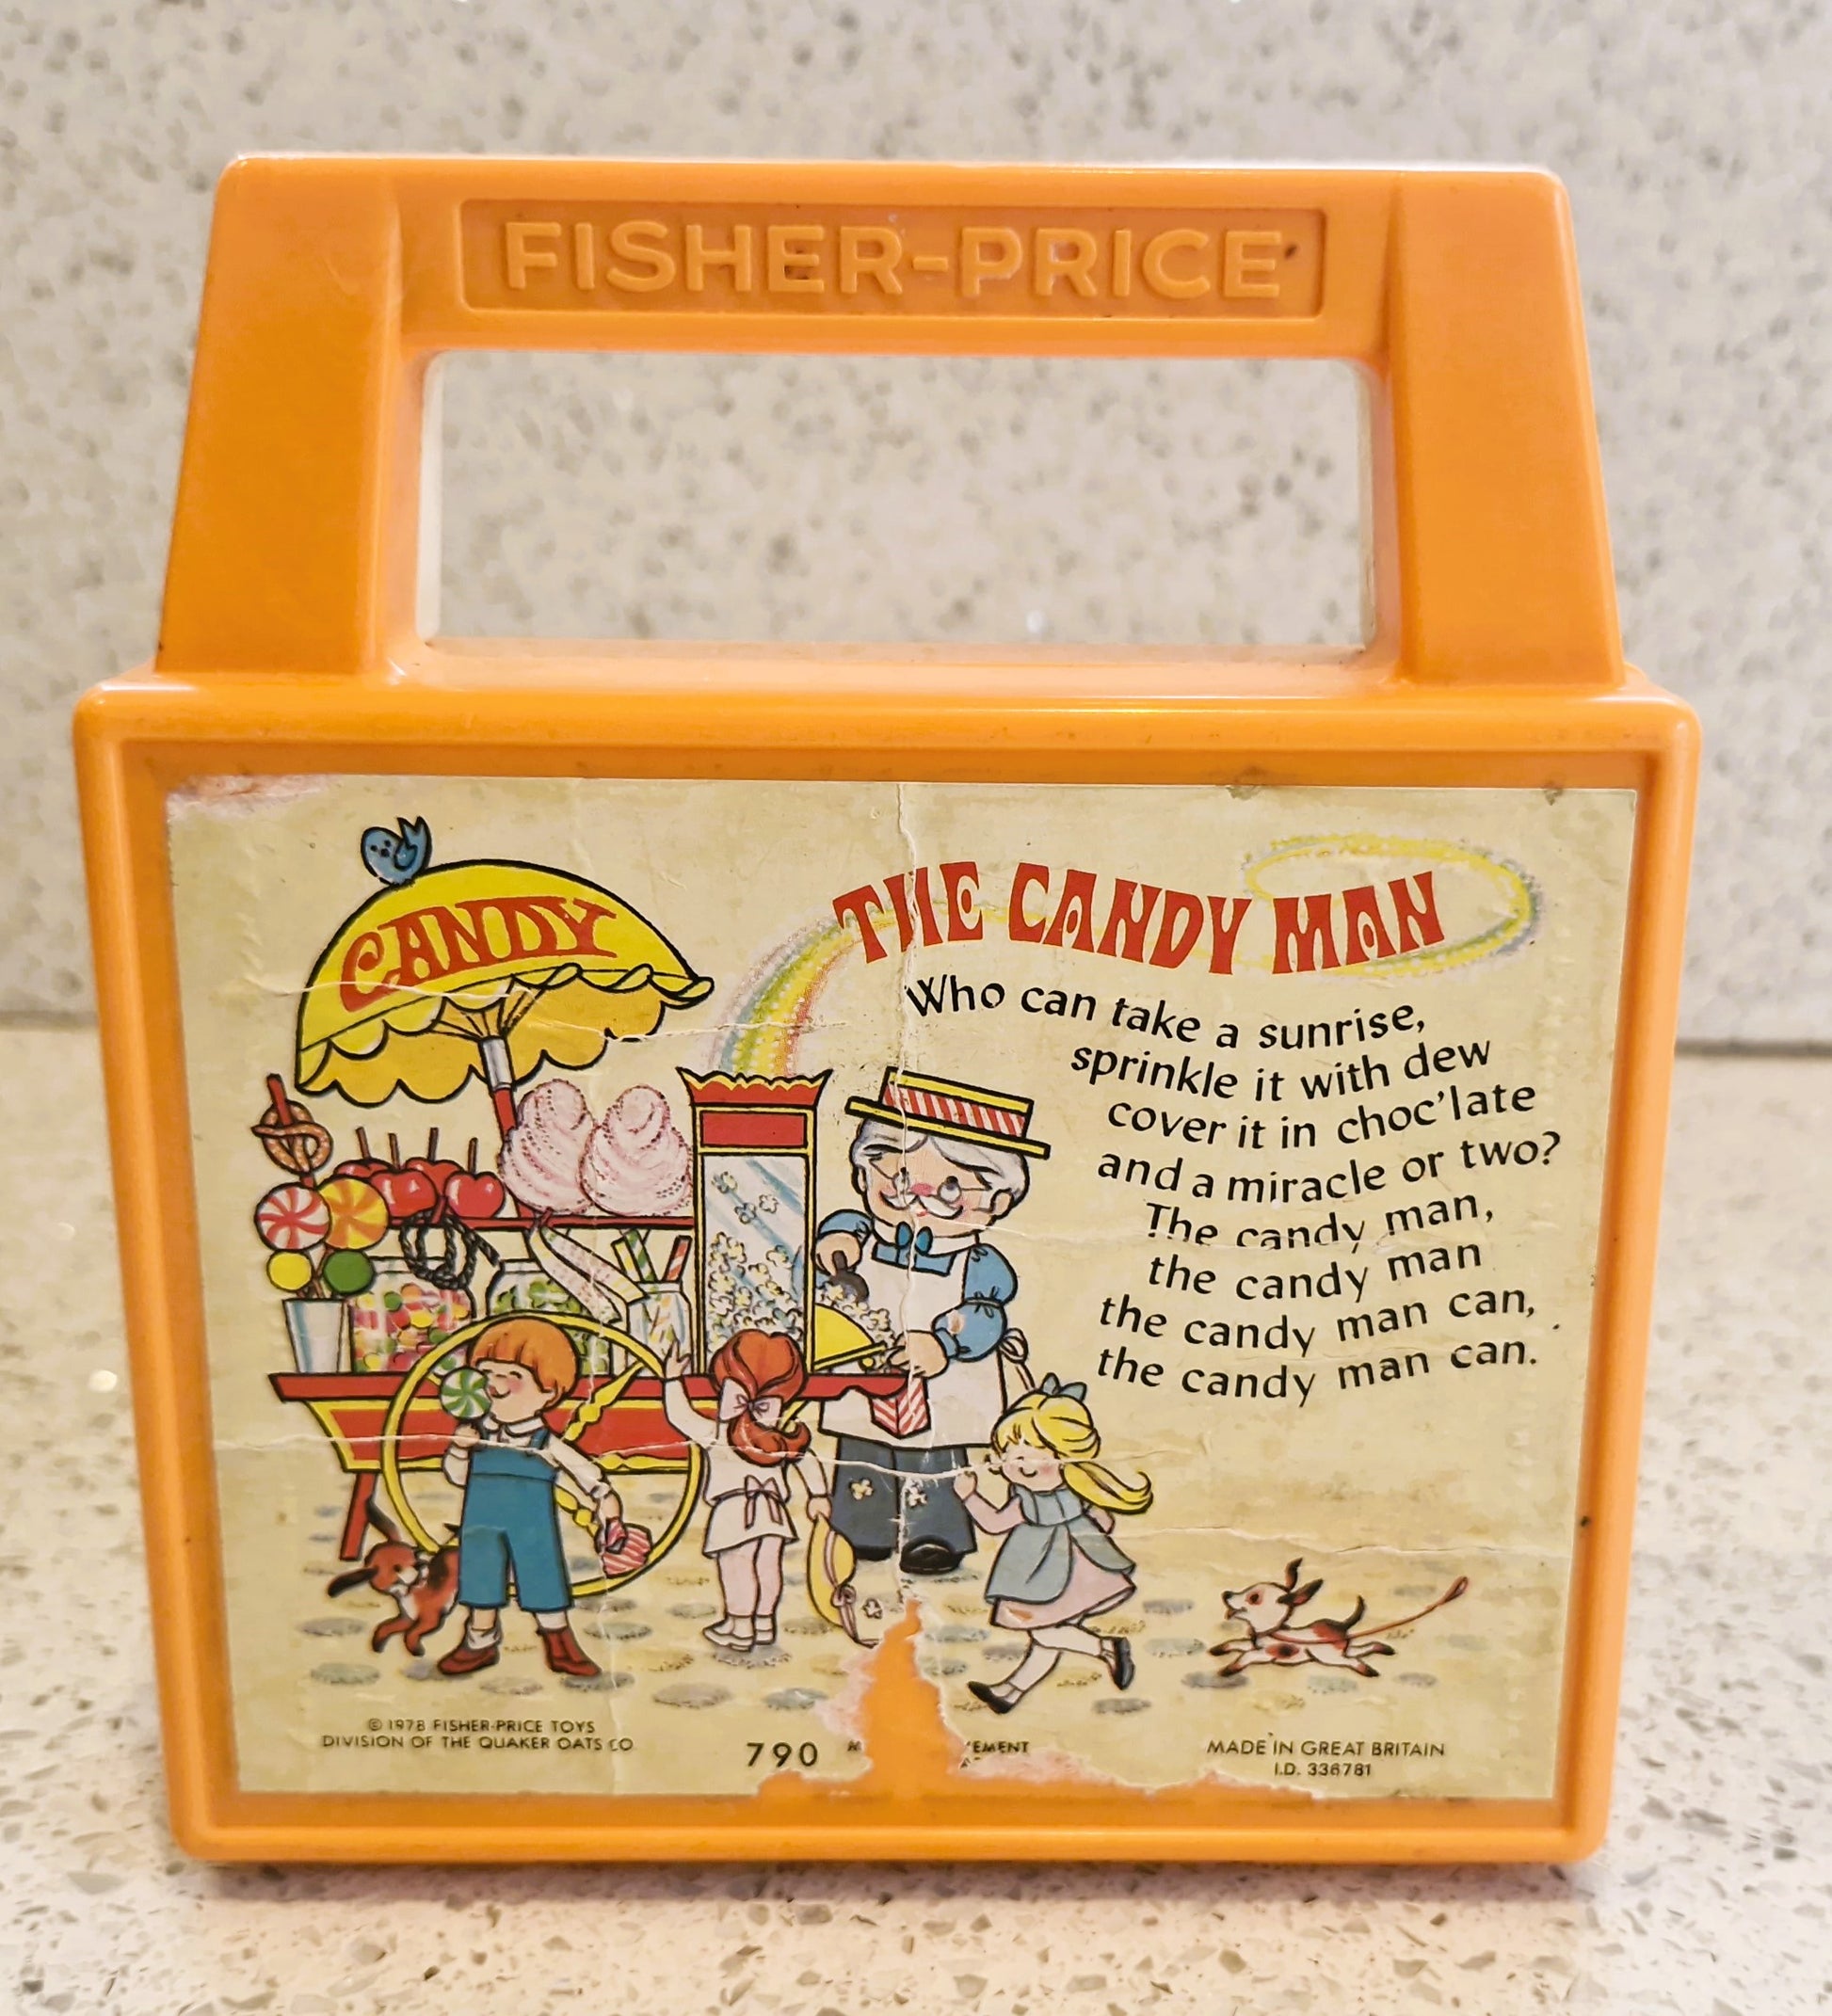 FISHER-PRICE
CANDY
THE CANDY MAN
Who can take a sunrise,
sprinkle it with dew
cover it in choc'late
and a miracle or two?
The candy man,
the candy man
the candy man can,
the candy man can.
© 1978 FISHER-PRICE TOYS
DIVISION OF THE QUAKER OATS CO
790
MADE IN GREAT BRITAIN
I.D. 336781